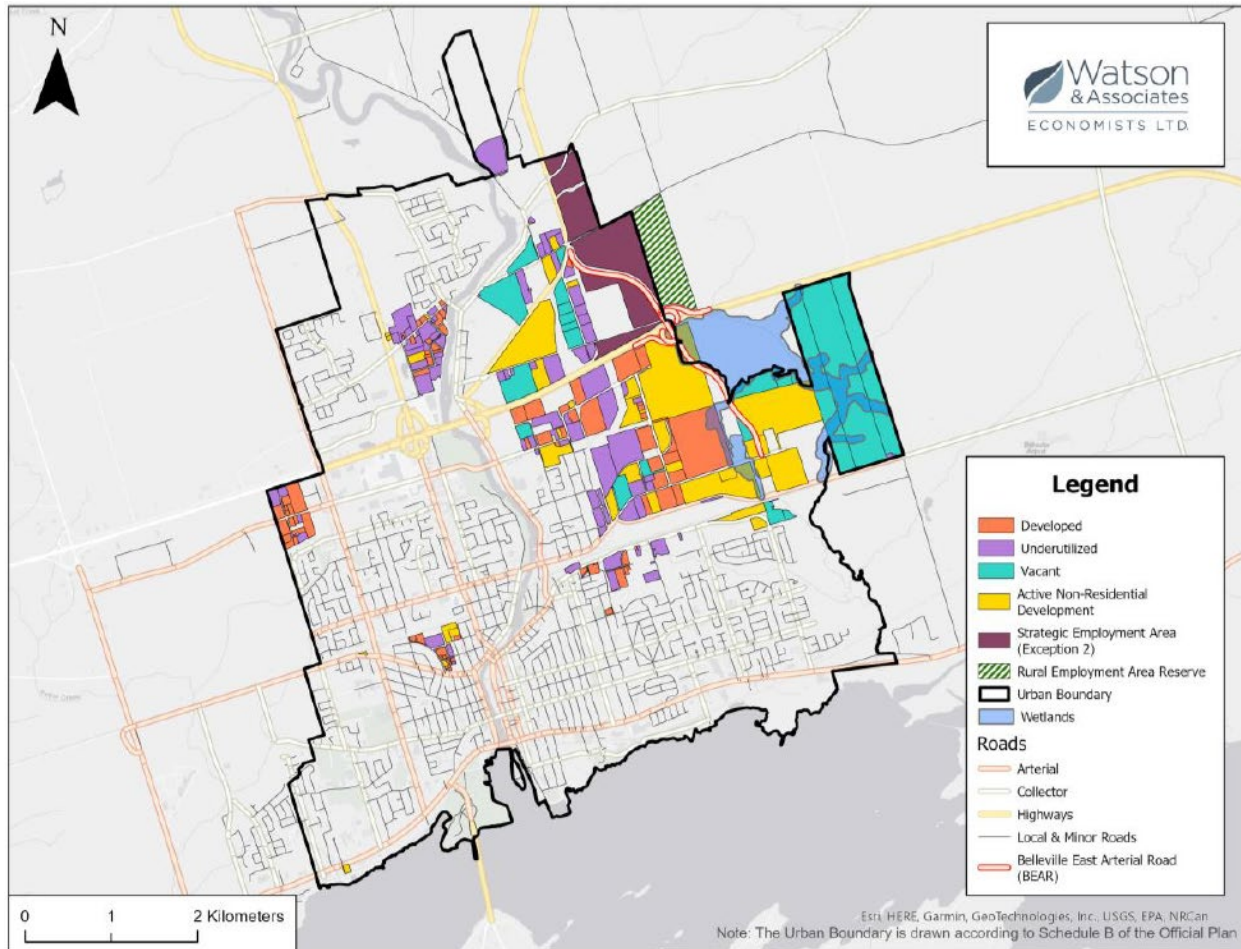 N
Watson
& Associates
ECONOMISTS LTD.
Legend
Developed
Underutilized
Vacant
Active Non-Residential
Development
Strategic Employment Area
(Exception 2)
Rural Employment Area Reserve
Urban Boundary
Wetlands
Roads
Arterial
Collector
Highways
Local & Minor Roads
Belleville East Arterial Road
(BEAR)
0 1 2 Kilometers
Esri, HERE, Garmin, GeoTechnologies, Inc., USGS, EPA, NRCan
Note: The Urban Boundary is drawn according to Schedule B of the Official Plan